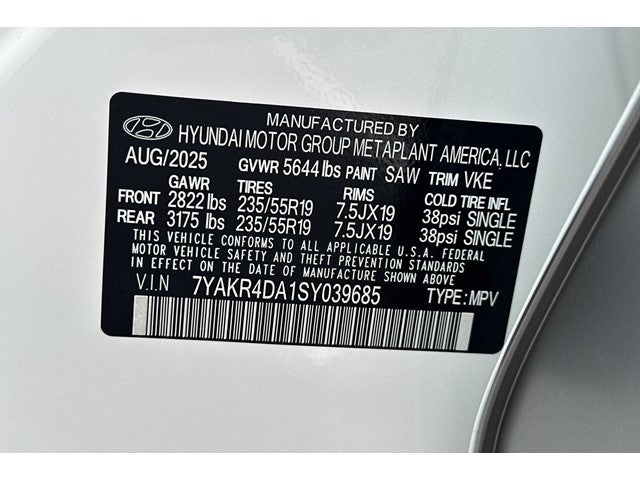 MANUFACTURED BY
HYUNDAI MOTOR GROUP METAPLANT AMERICA, LLC
AUG/2025 GVWR 5644 lbs PAINT SAW TRIM VKE
GAWR TIRES RIMS COLD TIRE INFL
FRONT 2822 lbs 235/55R19 7.5JX19 38psi SINGLE
REAR 3175 lbs 235/55R19 7.5JX19 38psi SINGLE
THIS VEHICLE CONFORMS TO ALL APPLICABLE U.S.A. FEDERAL
MOTOR VEHICLE SAFETY AND THEFT PREVENTION STANDARDS
IN EFFECT ON THE DATE OF MANUFACTURE SHOWN ABOVE.
V.I.N 7YAKR4DA1SY039685 TYPE: MPV